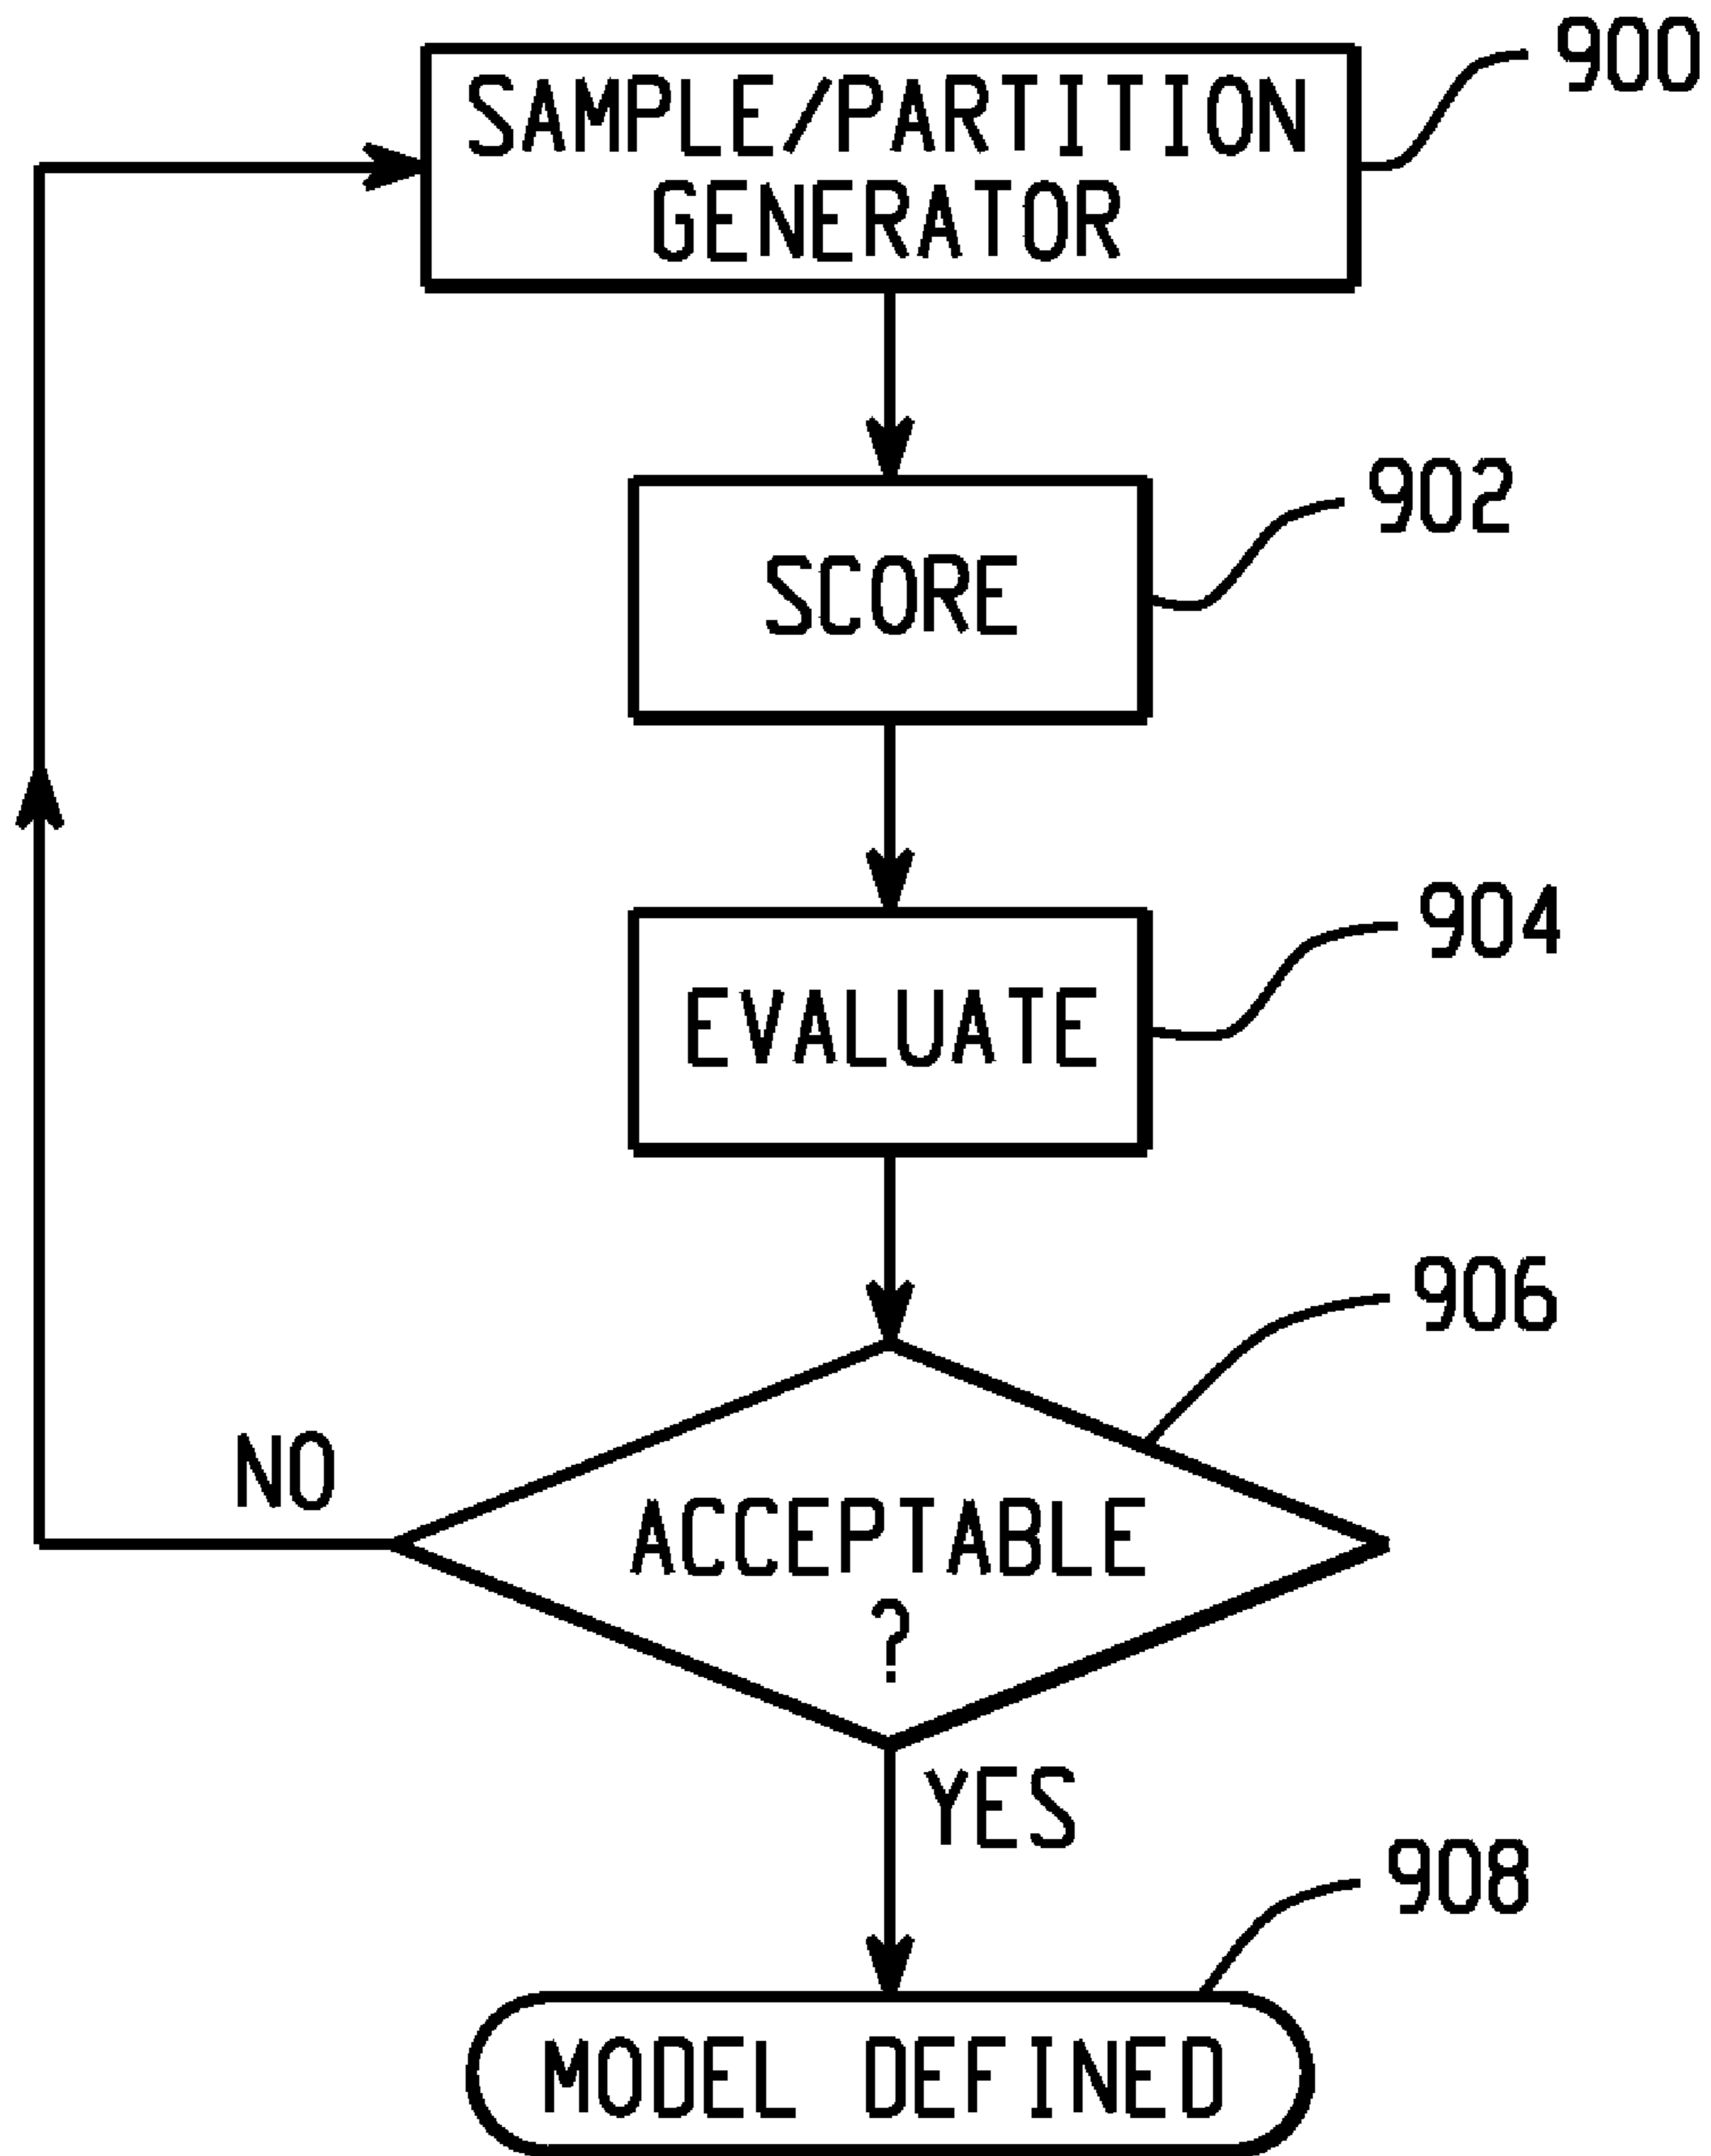 900
SAMPLE/PARTITION
GENERATOR
902
SCORE
904
EVALUATE
906
NO
ACCEPTABLE
?
YES
908
MODEL DEFINED